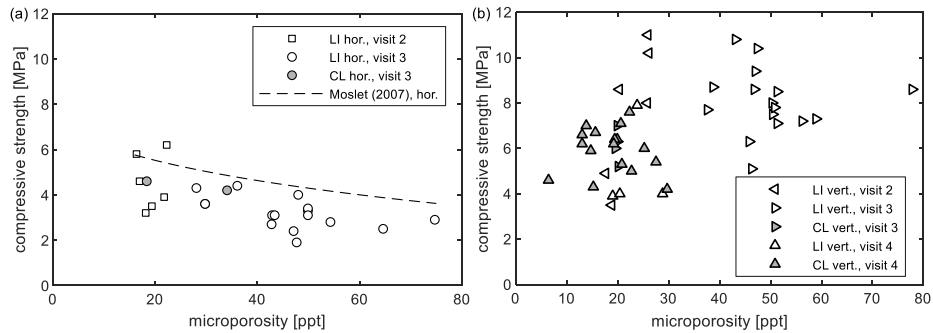 (a)
12
10
8
6
4
2
0
compressive strength [MPa]
0 20 40 60 80
microporosity [ppt]
LI hor., visit 2
LI hor., visit 3
CL hor., visit 3
Moslet (2007), hor.
(b)
12
10
8
6
4
2
0
compressive strength [MPa]
0 10 20 30 40 50 60 70 80
microporosity [ppt]
LI vert., visit 2
LI vert., visit 3
CL vert., visit 3
LI vert., visit 4
CL vert., visit 4